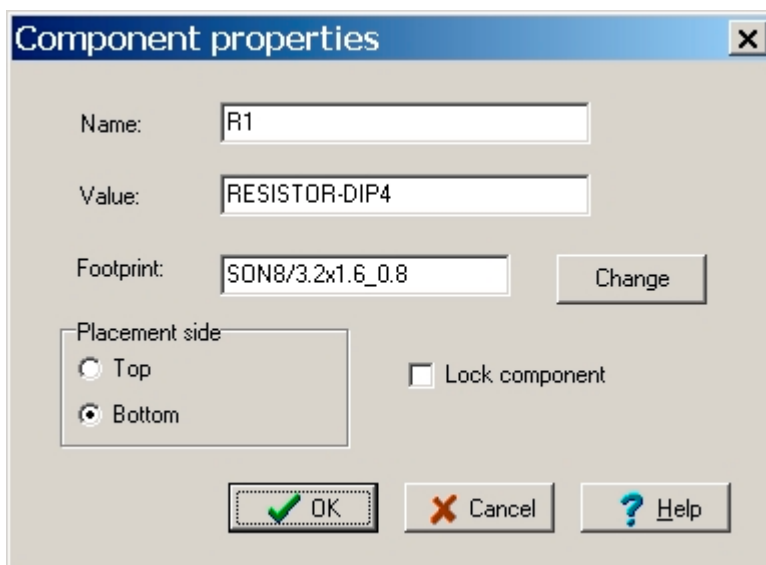 Component properties
Name: R1
Value: RESISTOR-DIP4
Footprint: SON8/3.2x1.6_0.8 Change
Placement side
Top
Lock component
Bottom
OK Cancel Help